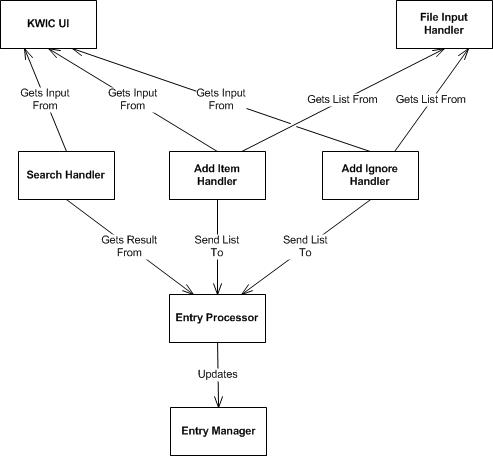 KWIC UI
File Input
Handler
Gets Input
From
Gets Input
From
Gets Input
From
Gets List From
Gets List From
Search Handler
Add Item
Handler
Add Ignore
Handler
Gets Result
From
Send List
To
Send List
To
Entry Processor
Updates
Entry Manager